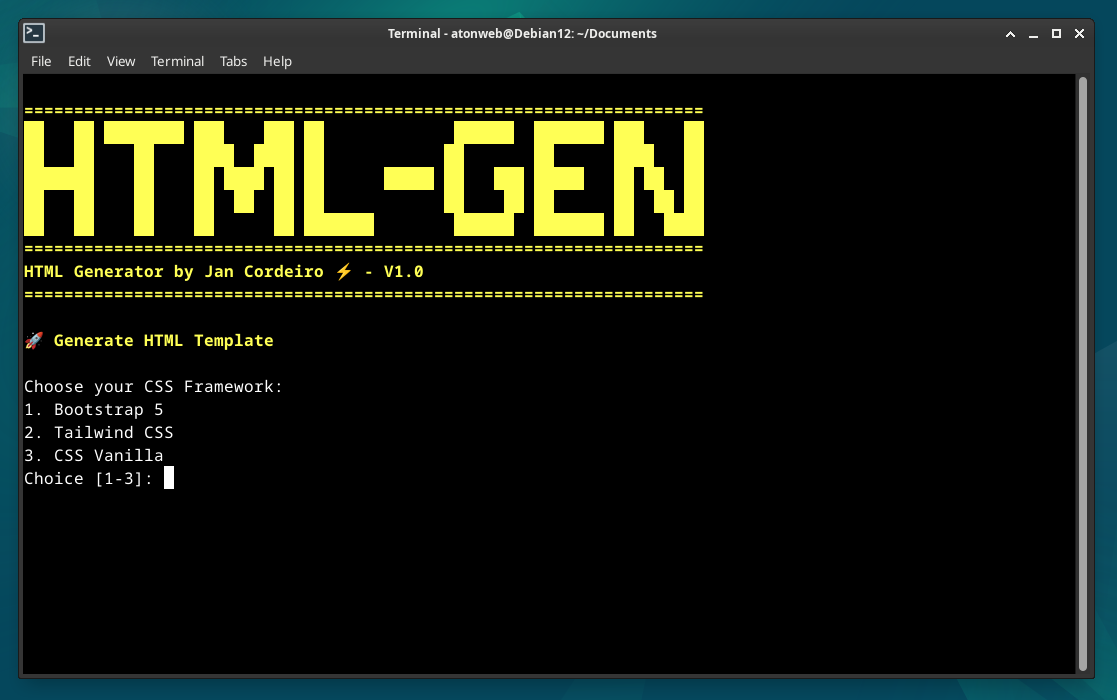 Terminal - atonweb@Debian12: ~/Documents
File Edit View Terminal Tabs Help
====================================================================
HTML-GEN
====================================================================
HTML Generator by Jan Cordeiro ⚡ - V1.0
====================================================================
🚀 Generate HTML Template
Choose your CSS Framework:
1. Bootstrap 5
2. Tailwind CSS
3. CSS Vanilla
Choice [1-3]: